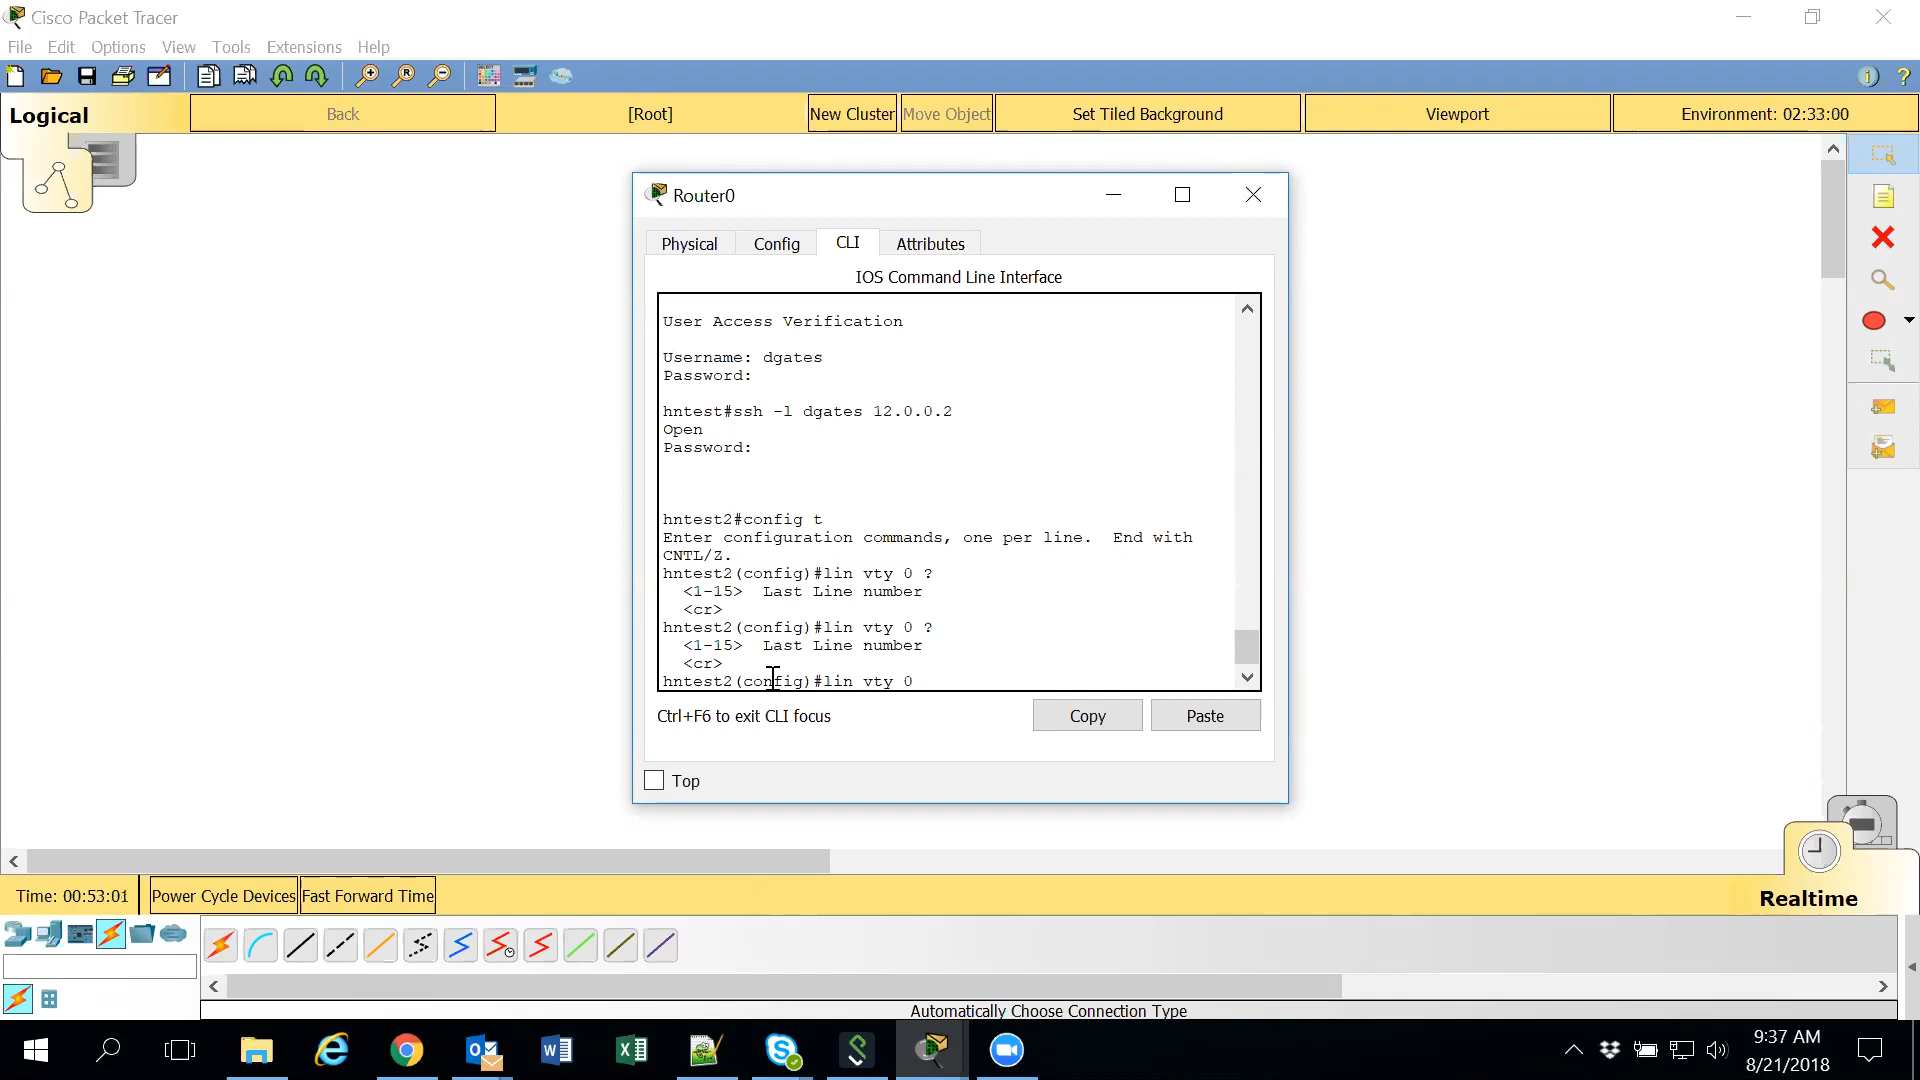 Cisco Packet Tracer
File Edit Options View Tools Extensions Help
Logical
Back
[Root]
New Cluster
Move Object
Set Tiled Background
Viewport
Environment: 02:33:00
Router0
Physical
Config
CLI
Attributes
IOS Command Line Interface
User Access Verification
Username: dgates
Password:
hntest#ssh -l dgates 12.0.0.2
Open
Password:
hntest2#config t
Enter configuration commands, one per line.  End with
CNTL/Z.
hntest2(config)#lin vty 0 ?
<1-15>  Last Line number
<cr>
hntest2(config)#lin vty 0 ?
<1-15>  Last Line number
<cr>
hntest2(config)#lin vty 0
Ctrl+F6 to exit CLI focus
Copy
Paste
Top
Time: 00:53:01
Power Cycle Devices
Fast Forward Time
Realtime
Automatically Choose Connection Type
9:37 AM
8/21/2018